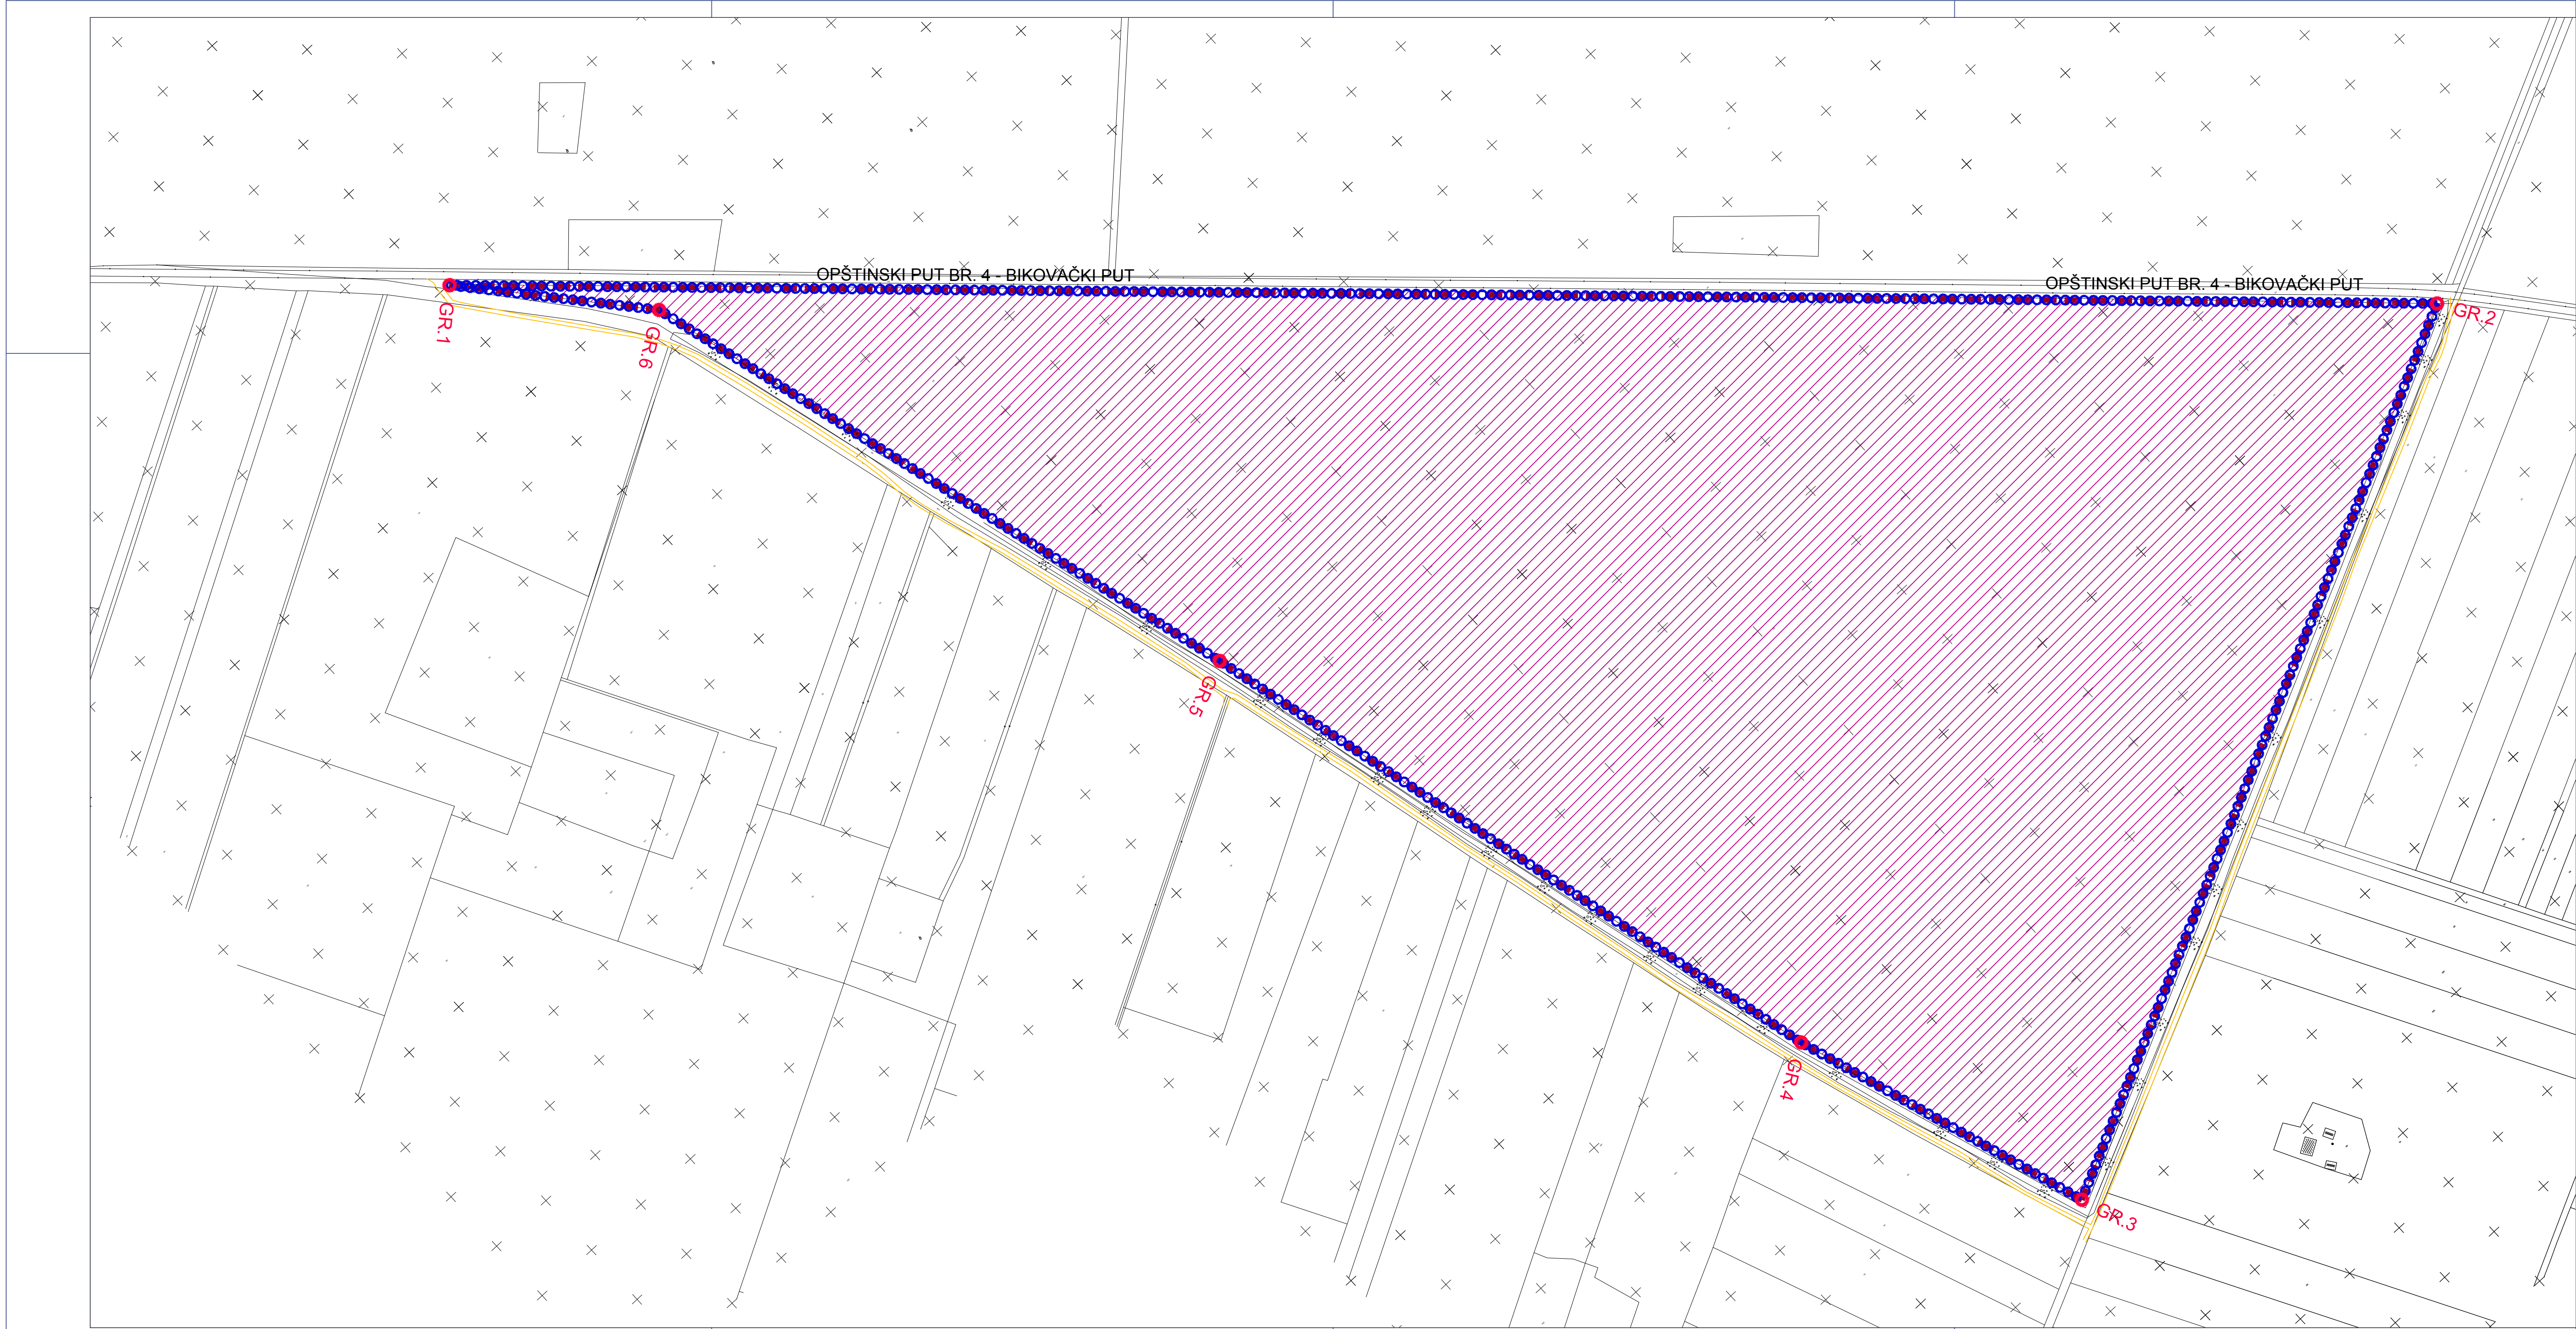 OPŠTINSKI PUT BR. 4 - BIKOVAČKI PUT
OPŠTINSKI PUT BR. 4 - BIKOVAČKI PUT
GR.1
GR.6
GR.2
GR.5
GR.4
GR.3